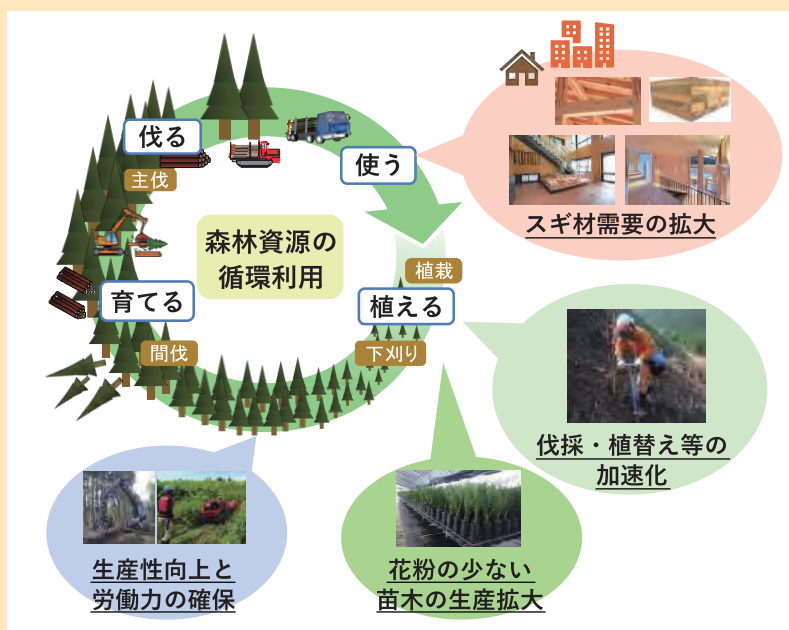 伐る
主伐
使う
スギ材需要の拡大
森林資源の
循環利用
植栽
植える
下刈り
育てる
間伐
伐採・植替え等の
加速化
生産性向上と
労働力の確保
花粉の少ない
苗木の生産拡大